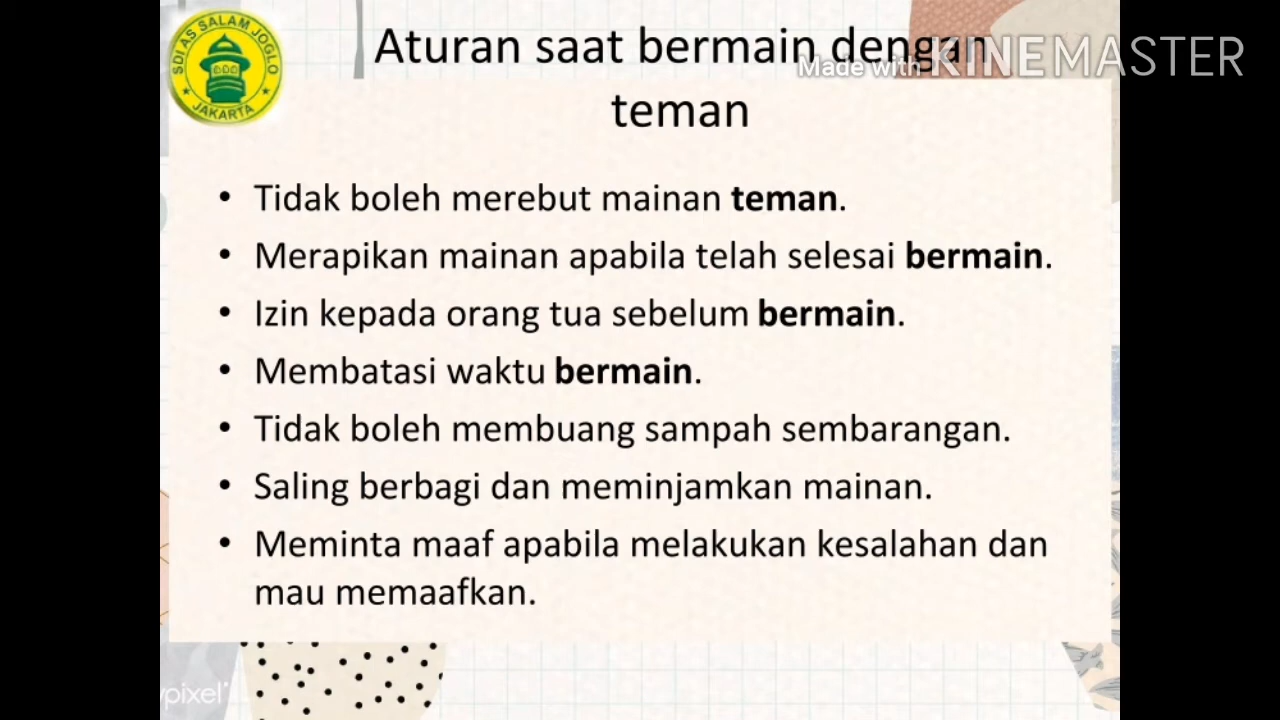 SDI AS SALAM JOGLO
JAKARTA
Aturan saat bermain dengan
Made with KINEMASTER
teman
• Tidak boleh merebut mainan teman.
• Merapikan mainan apabila telah selesai bermain.
• Izin kepada orang tua sebelum bermain.
• Membatasi waktu bermain.
• Tidak boleh membuang sampah sembarangan.
• Saling berbagi dan meminjamkan mainan.
• Meminta maaf apabila melakukan kesalahan dan
mau memaafkan.